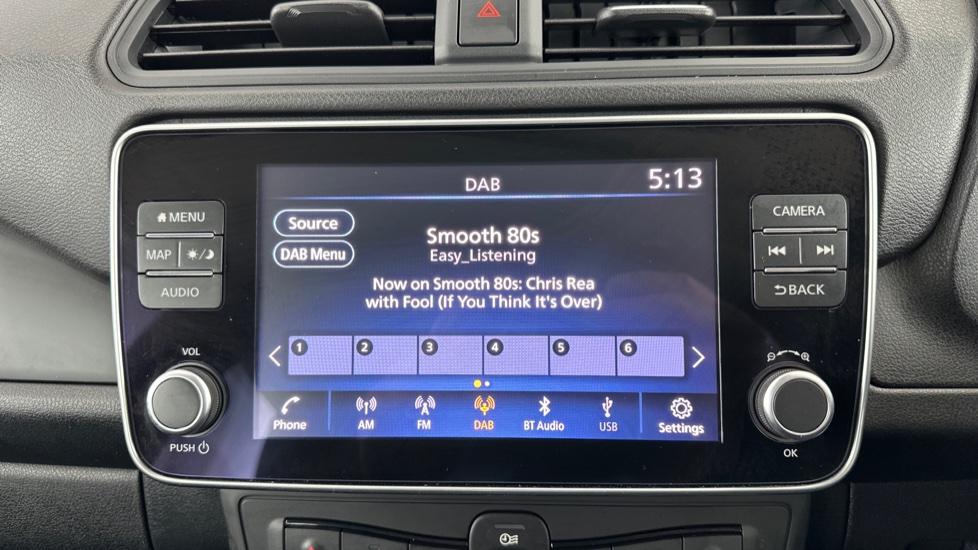 DAB
5:13
Source
Smooth 80s
Easy_Listening
DAB Menu
Now on Smooth 80s: Chris Rea
with Fool (If You Think It's Over)
1 2 3 4 5 6
Phone AM FM DAB BT Audio USB Settings
MENU
MAP
AUDIO
VOL
PUSH
CAMERA
BACK
OK